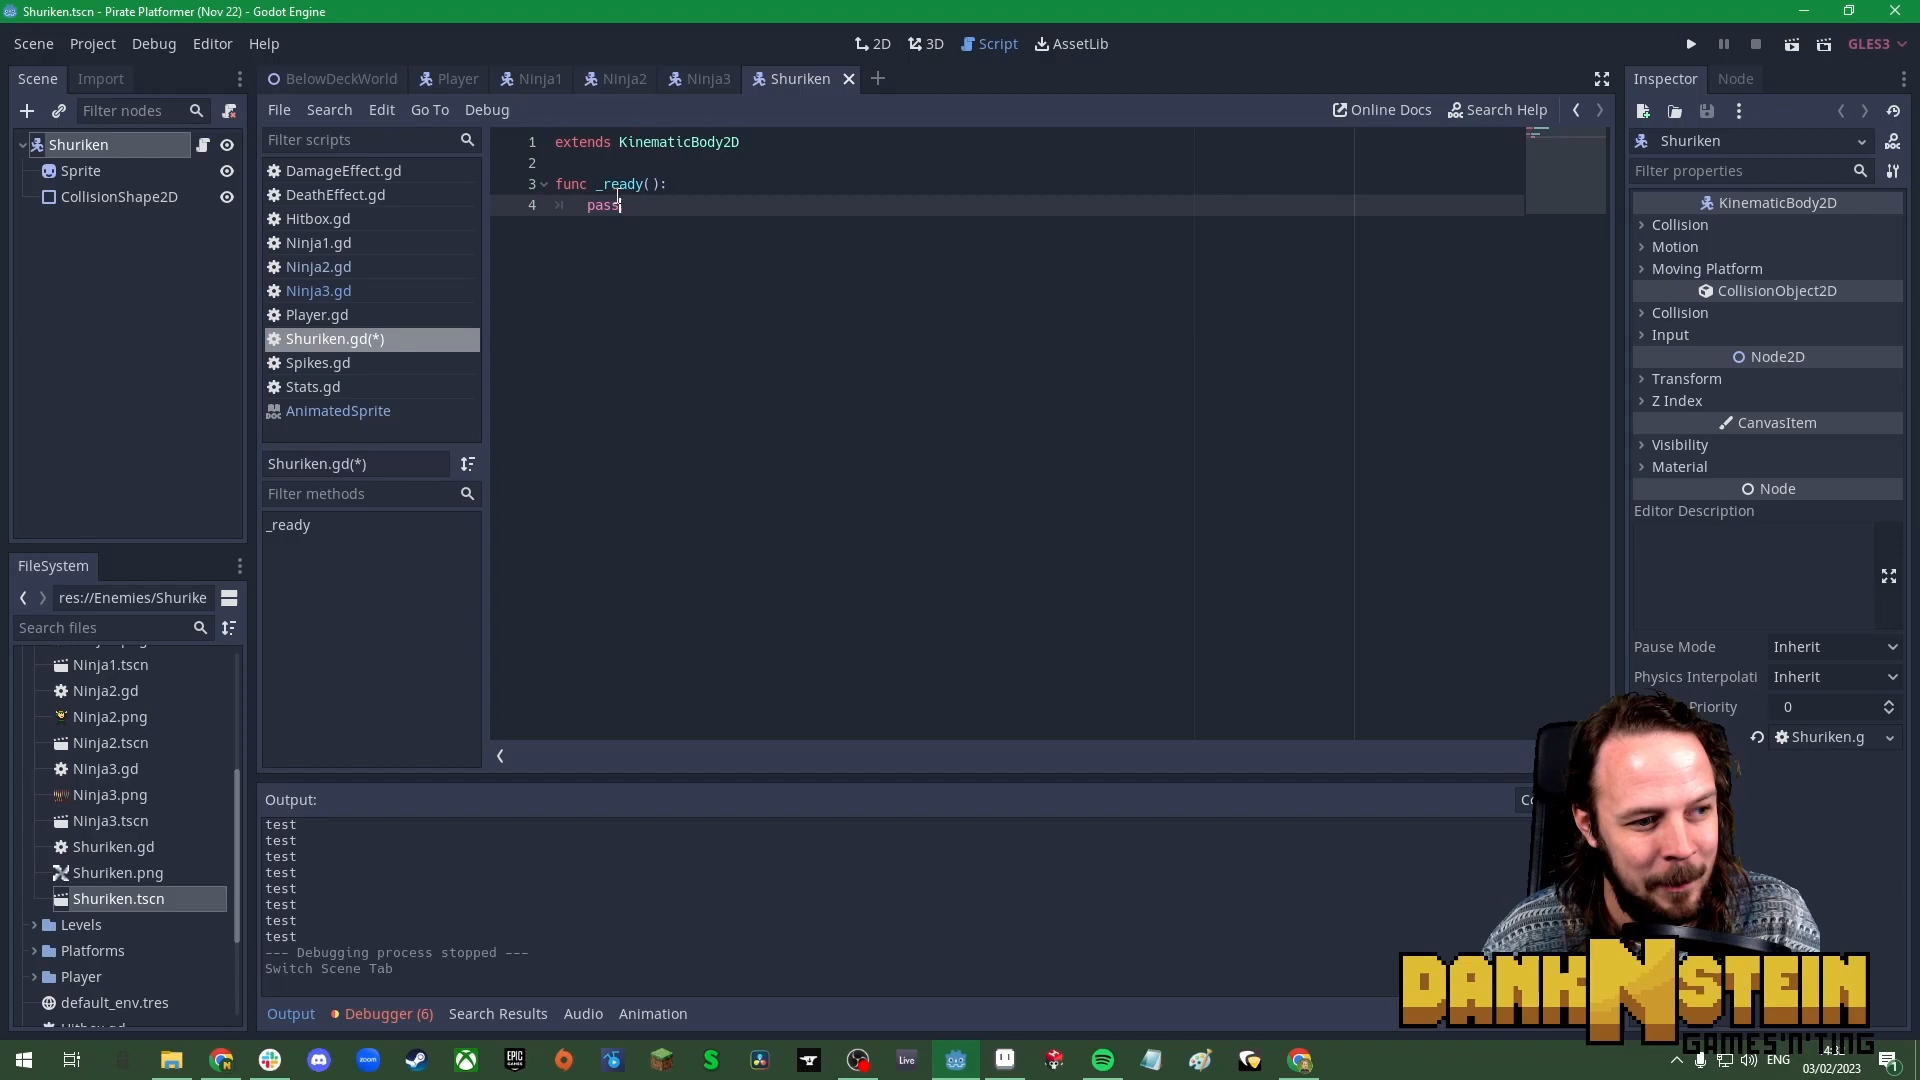 Shuriken.tscn - Pirate Platformer (Nov 22) - Godot Engine
Scene Project Debug Editor Help
2D 3D Script AssetLib
GLES3
Scene Import
BelowDeckWorld Player Ninja1 Ninja2 Ninja3 Shuriken
Inspector Node
Filter nodes
File Search Edit Go To Debug
Online Docs Search Help
Shuriken
Sprite
CollisionShape2D
Filter scripts
DamageEffect.gd
DeathEffect.gd
Hitbox.gd
Ninja1.gd
Ninja2.gd
Ninja3.gd
Player.gd
Shuriken.gd(*)
Spikes.gd
Stats.gd
AnimatedSprite
Shuriken.gd(*)
Filter methods
_ready
1 extends KinematicBody2D
2
3 func _ready():
4 pass
Shuriken
Filter properties
KinematicBody2D
Collision
Motion
Moving Platform
CollisionObject2D
Collision
Input
Node2D
Transform
Z Index
CanvasItem
Visibility
Material
Node
Editor Description
Pause Mode Inherit
Physics Interpolati Inherit
Priority 0
Shuriken.g
FileSystem
res://Enemies/Shurike
Search files
Ninja1.tscn
Ninja2.gd
Ninja2.png
Ninja2.tscn
Ninja3.gd
Ninja3.png
Ninja3.tscn
Shuriken.gd
Shuriken.png
Shuriken.tscn
Levels
Platforms
Player
default_env.tres
Hitbox.gd
Output:
test
test
test
test
test
test
test
test
--- Debugging process stopped ---
Switch Scene Tab
Output Debugger (6) Search Results Audio Animation
DANKNSTEIN
GAMES'N'TNG
zoom
EPIC GAMES
Live
ENG
03/02/2023